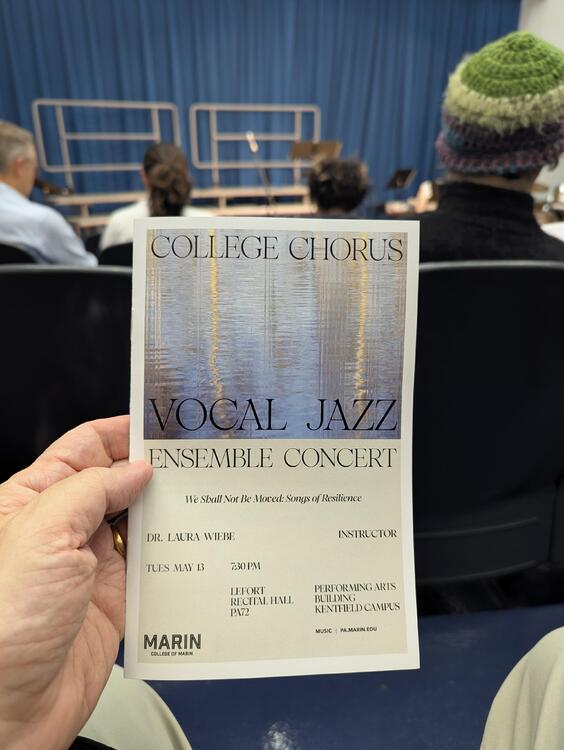 COLLEGE CHORUS
VOCAL JAZZ
ENSEMBLE CONCERT
We Shall Not Be Moved: Songs of Resilience
DR. LAURA WIEBE INSTRUCTOR
TUES MAY 13 7:30 PM
LEFORT
RECITAL HALL
PA72
PERFORMING ARTS
BUILDING
KENTFIELD CAMPUS
MUSIC | PA.MARIN.EDU
MARIN
COLLEGE OF MARIN